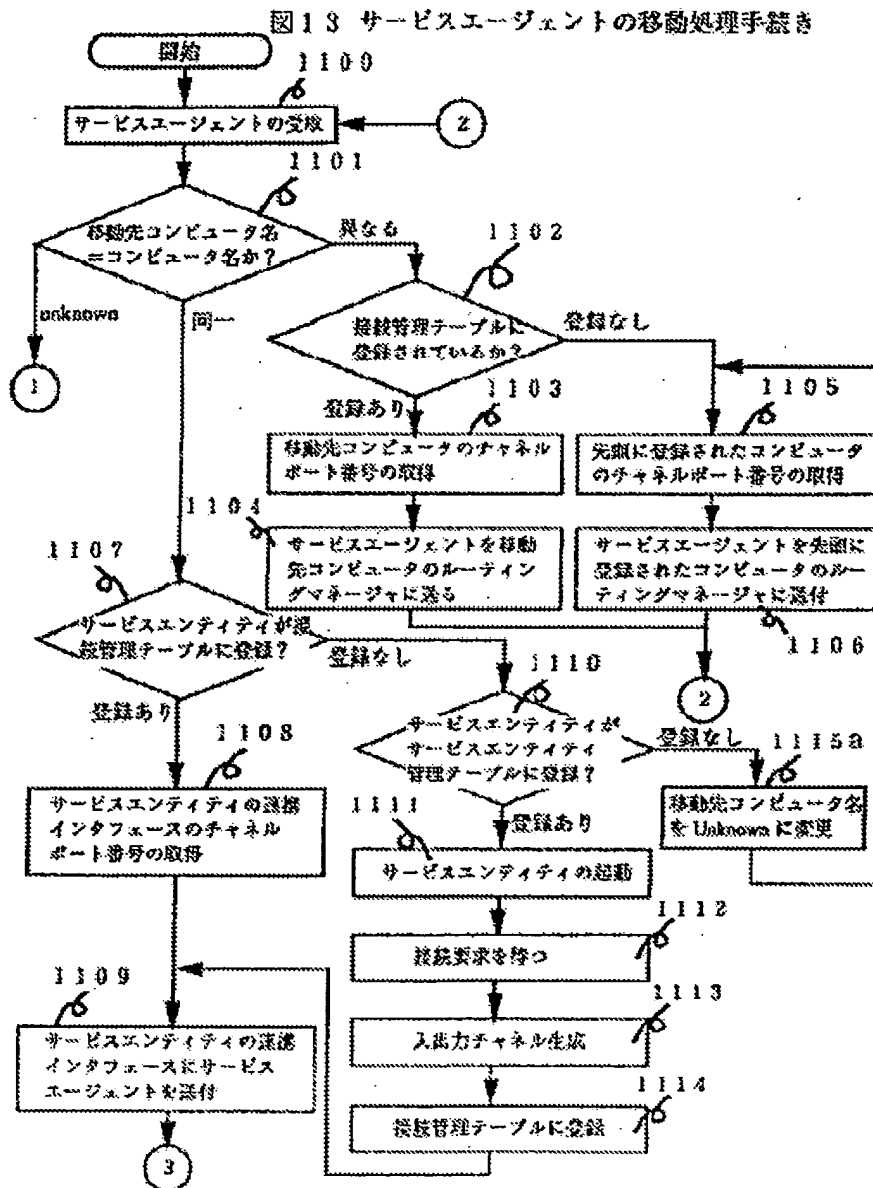 図13 サービスエージェントの移動処理手続き
開始
1100
サービスエージェントの受取
2
1101
移動先コンピュータ名
=コンピュータ名か?
異なる
unknown
同一
1
1102
接続管理テーブルに
登録されているか?
登録なし
登録あり
1103
移動先コンピュータのチャネル
ポート番号の取得
1105
先頭に登録されたコンピュータ
のチャネルポート番号の取得
1104
サービスエージェントを移動
先コンピュータのルーティン
グマネージャに送る
サービスエージェントを先頭に
登録されたコンピュータのルー
ティングマネージャに送付
1106
2
1107
サービスエンティティが接
続管理テーブルに登録?
登録なし
登録あり
1110
サービスエンティティが
サービスエンティティ
管理テーブルに登録?
登録なし
登録あり
1115a
移動先コンピュータ名
を Unknown に変更
1108
サービスエンティティの連携
インタフェースのチャネル
ポート番号の取得
1111
サービスエンティティの起動
1112
接続要求を待つ
1113
入出力チャネル生成
1114
接続管理テーブルに登録
1109
サービスエンティティの連携
インタフェースにサービス
エージェントを送付
3